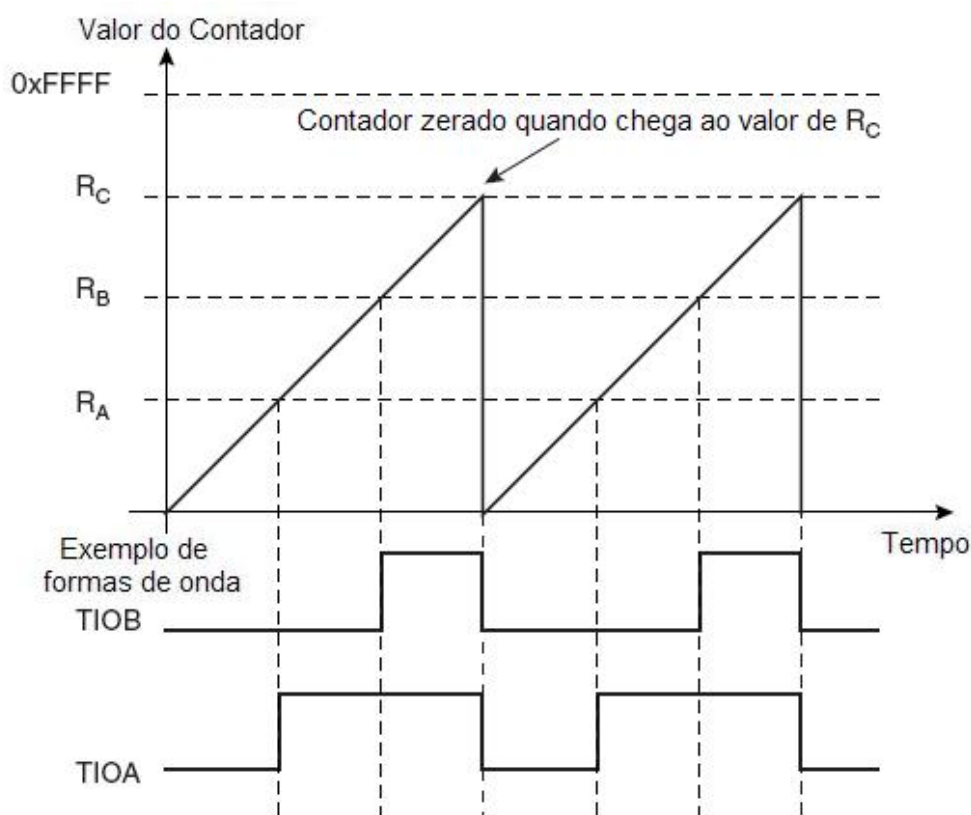 Valor do Contador
0xFFFF
Contador zerado quando chega ao valor de RC
RC
RB
RA
Tempo
Exemplo de
formas de onda
TIOB
TIOA